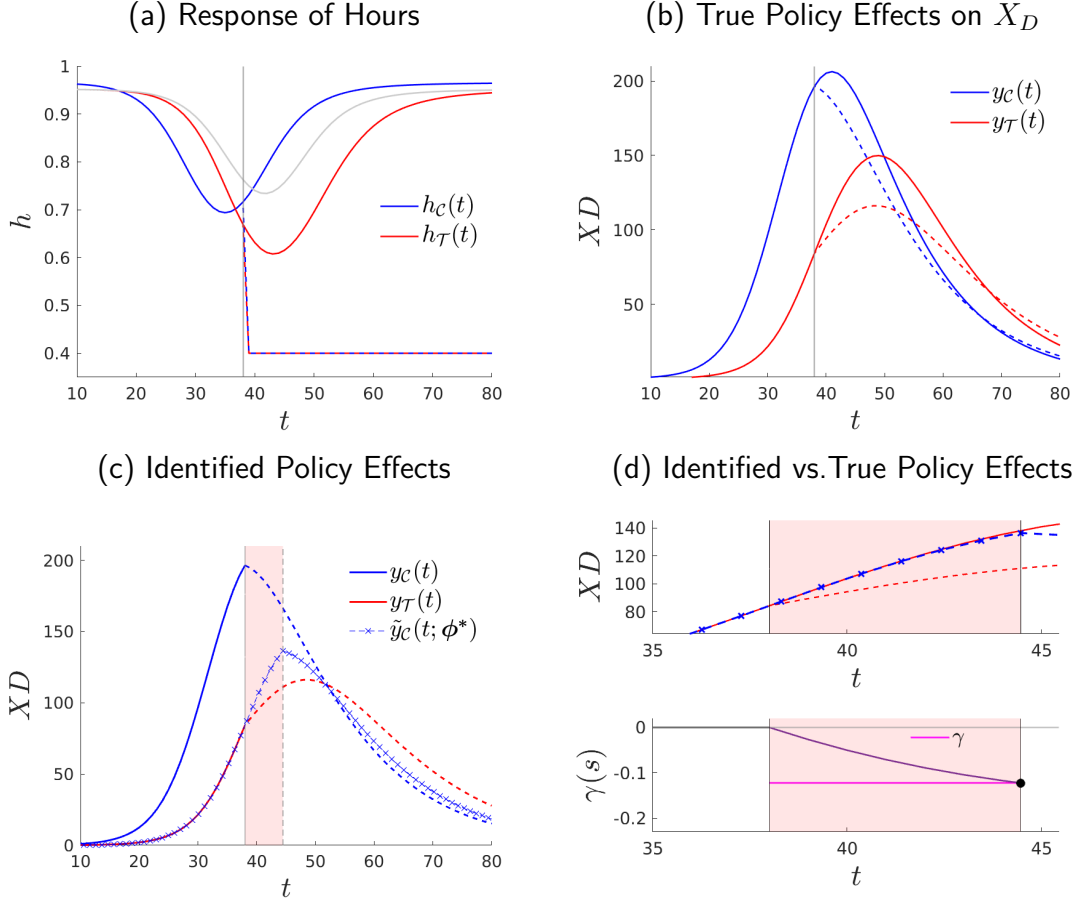 (a) Response of Hours
(b) True Policy Effects on X_D
1
0.9
0.8
0.7
0.6
0.5
0.4
h
h_C(t)
h_T(t)
10 20 30 40 50 60 70 80
t
200
150
100
50
XD
y_C(t)
y_T(t)
10 20 30 40 50 60 70 80
t
(c) Identified Policy Effects
(d) Identified vs.True Policy Effects
200
150
100
50
0
XD
y_C(t)
y_T(t)
ỹ_C(t; ϕ*)
10 20 30 40 50 60 70 80
t
140
120
100
80
XD
35 40 45
t
0
-0.1
-0.2
γ(s)
γ
35 40 45
t